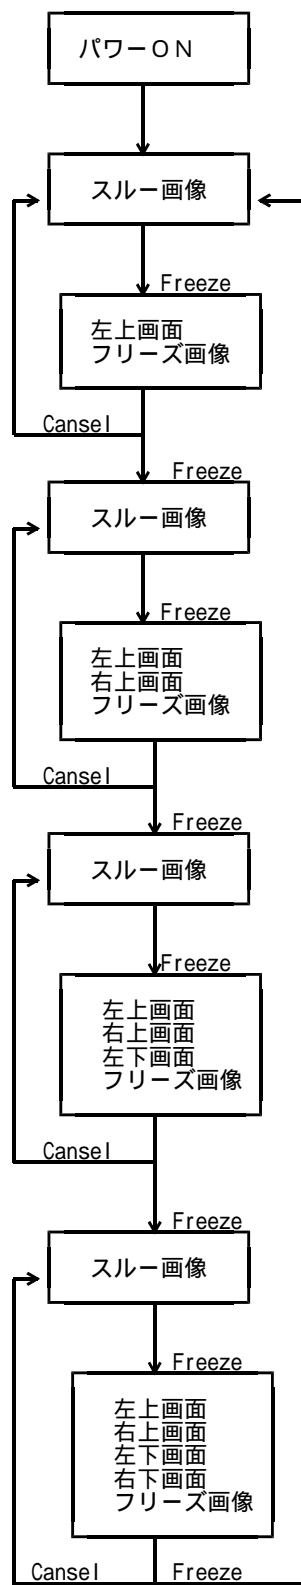 パワーＯＮ
スルー画像
Freeze
左上画面
フリーズ画像
Cansel
Freeze
スルー画像
Freeze
左上画面
右上画面
フリーズ画像
Cansel
Freeze
スルー画像
Freeze
左上画面
右上画面
左下画面
フリーズ画像
Cansel
Freeze
スルー画像
Freeze
左上画面
右上画面
左下画面
右下画面
フリーズ画像
Cansel
Freeze